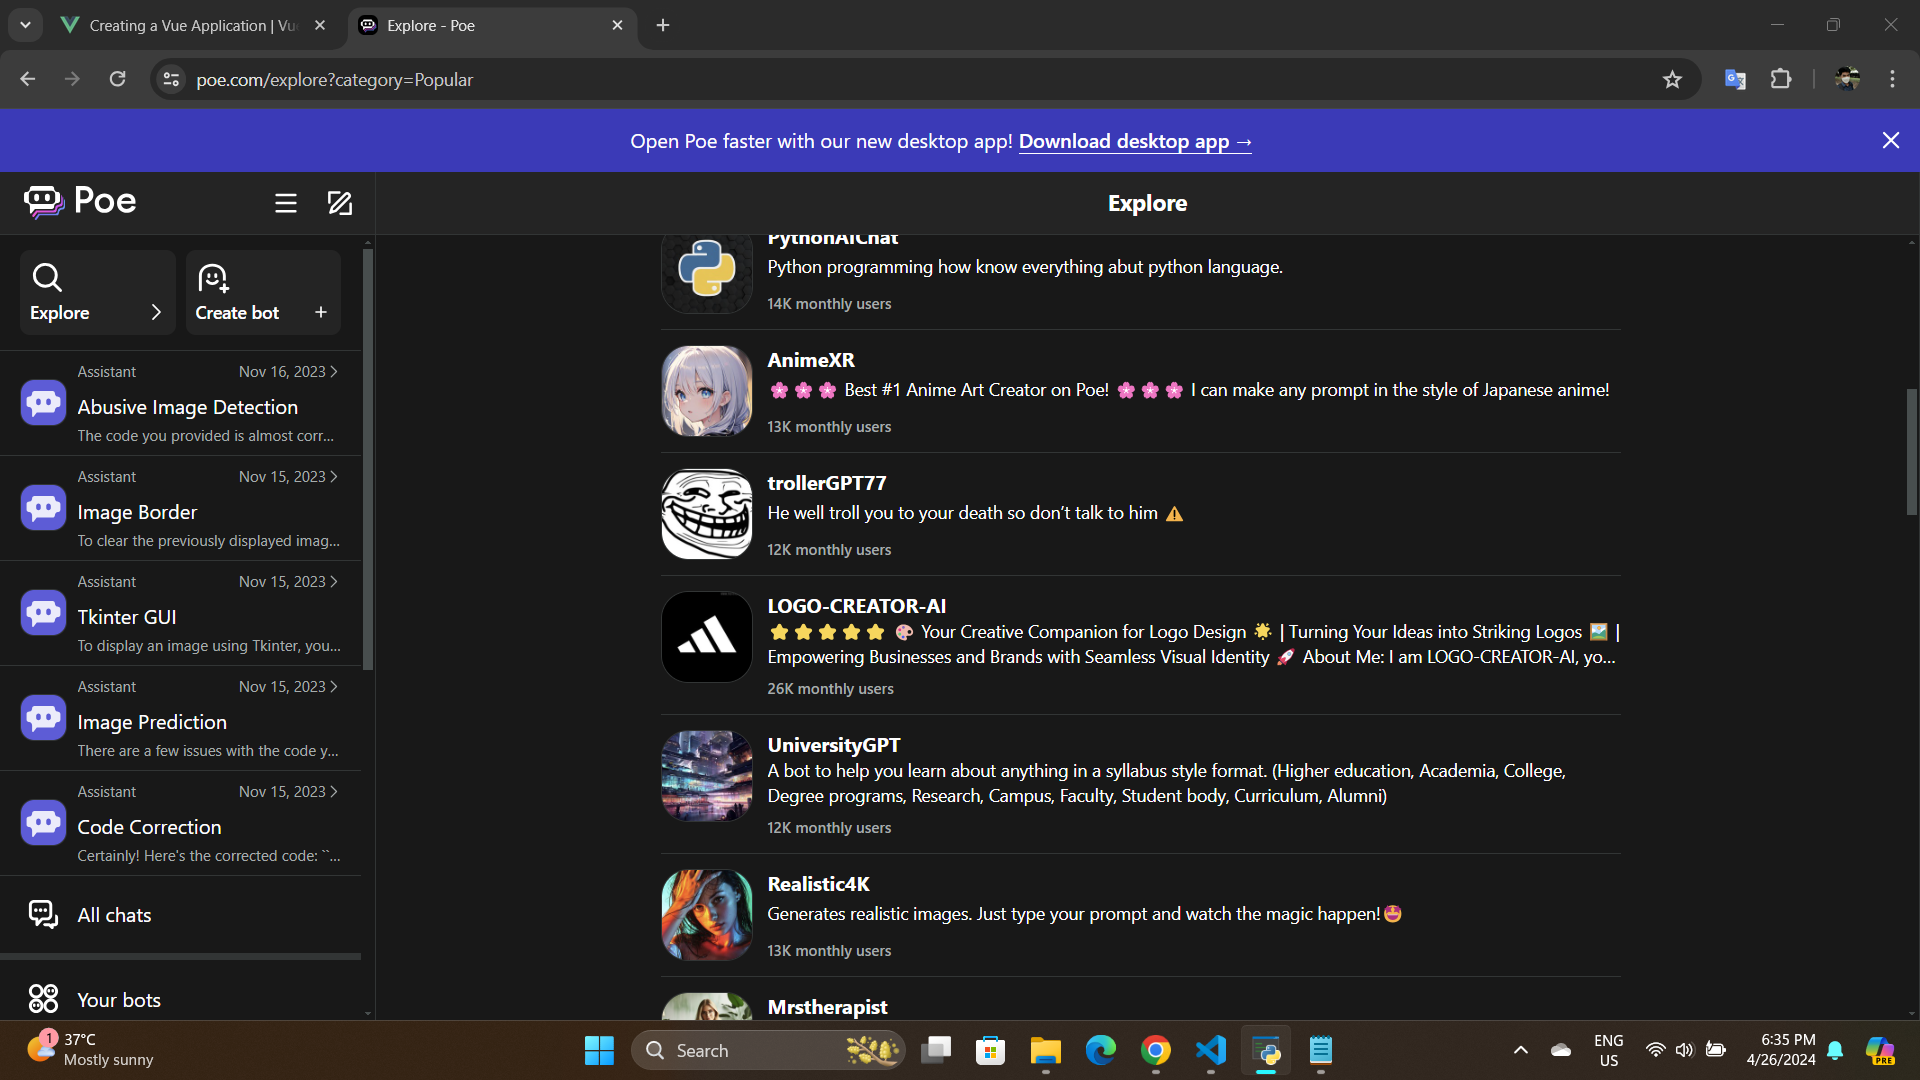 Creating a Vue Application | Vu
Explore - Poe
poe.com/explore?category=Popular
Open Poe faster with our new desktop app! Download desktop app →
Poe
Explore
Explore
Create bot +
Assistant Nov 16, 2023
Abusive Image Detection
The code you provided is almost corr...
Assistant Nov 15, 2023
Image Border
To clear the previously displayed imag...
Assistant Nov 15, 2023
Tkinter GUI
To display an image using Tkinter, you...
Assistant Nov 15, 2023
Image Prediction
There are a few issues with the code y...
Assistant Nov 15, 2023
Code Correction
Certainly! Here's the corrected code: ``...
All chats
Your bots
PythonAIChat
Python programming how know everything abut python language.
14K monthly users
AnimeXR
🌸 🌸 🌸 Best #1 Anime Art Creator on Poe! 🌸 🌸 🌸 I can make any prompt in the style of Japanese anime!
13K monthly users
trollerGPT77
He well troll you to your death so don’t talk to him ⚠️
12K monthly users
LOGO-CREATOR-AI
⭐ ⭐ ⭐ ⭐ ⭐ 🎨 Your Creative Companion for Logo Design 🌟 | Turning Your Ideas into Striking Logos 🖼️ |
Empowering Businesses and Brands with Seamless Visual Identity 🚀 About Me: I am LOGO-CREATOR-AI, yo...
26K monthly users
UniversityGPT
A bot to help you learn about anything in a syllabus style format. (Higher education, Academia, College,
Degree programs, Research, Campus, Faculty, Student body, Curriculum, Alumni)
12K monthly users
Realistic4K
Generates realistic images. Just type your prompt and watch the magic happen!🤩
13K monthly users
Mrstherapist
1
37°C
Mostly sunny
Search
ENG
US
6:35 PM
4/26/2024
PRE